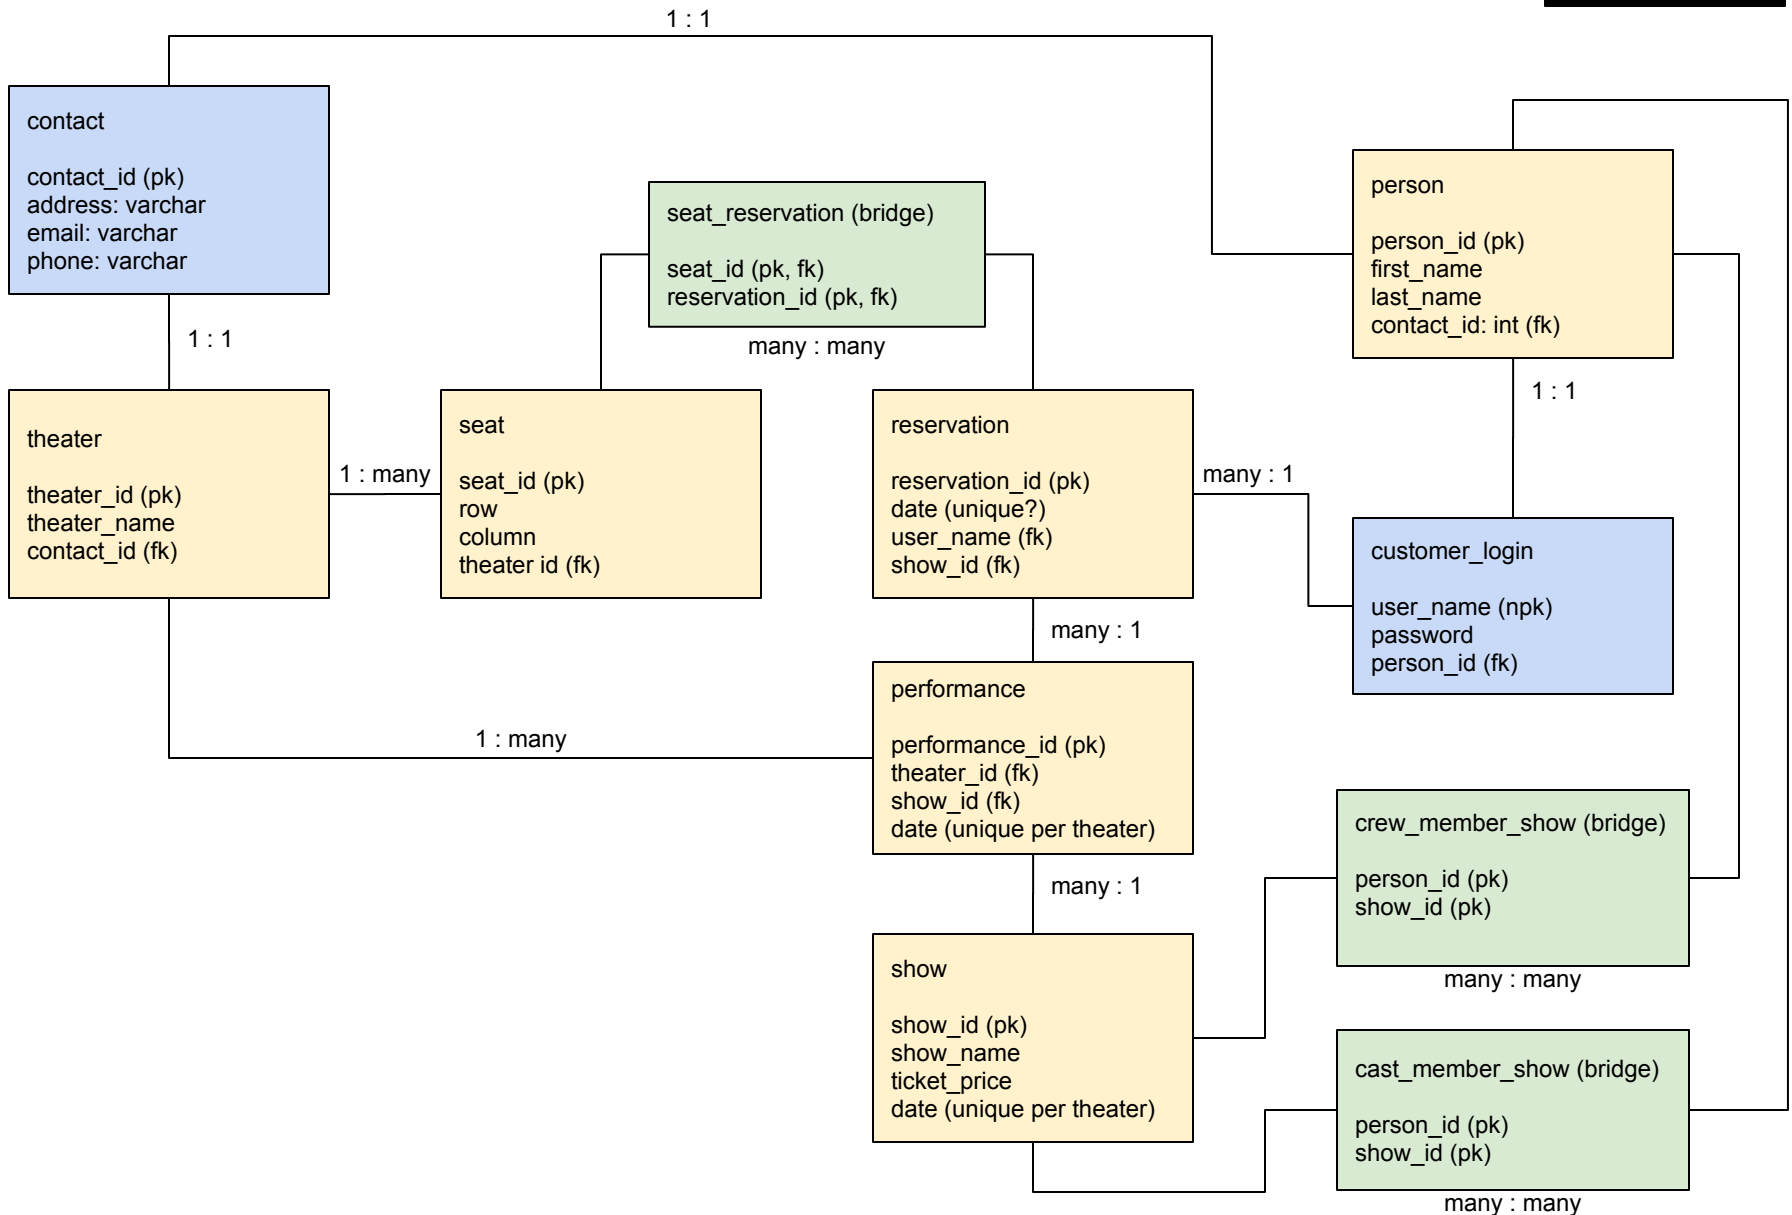 1 : 1
contact
contact_id (pk)
address: varchar
email: varchar
phone: varchar
1 : 1
seat_reservation (bridge)
seat_id (pk, fk)
reservation_id (pk, fk)
many : many
person
person_id (pk)
first_name
last_name
contact_id: int (fk)
1 : 1
theater
theater_id (pk)
theater_name
contact_id (fk)
1 : many
seat
seat_id (pk)
row
column
theater id (fk)
reservation
reservation_id (pk)
date (unique?)
user_name (fk)
show_id (fk)
many : 1
customer_login
user_name (npk)
password
person_id (fk)
many : 1
1 : many
performance
performance_id (pk)
theater_id (fk)
show_id (fk)
date (unique per theater)
many : 1
crew_member_show (bridge)
person_id (pk)
show_id (pk)
many : many
show
show_id (pk)
show_name
ticket_price
date (unique per theater)
cast_member_show (bridge)
person_id (pk)
show_id (pk)
many : many